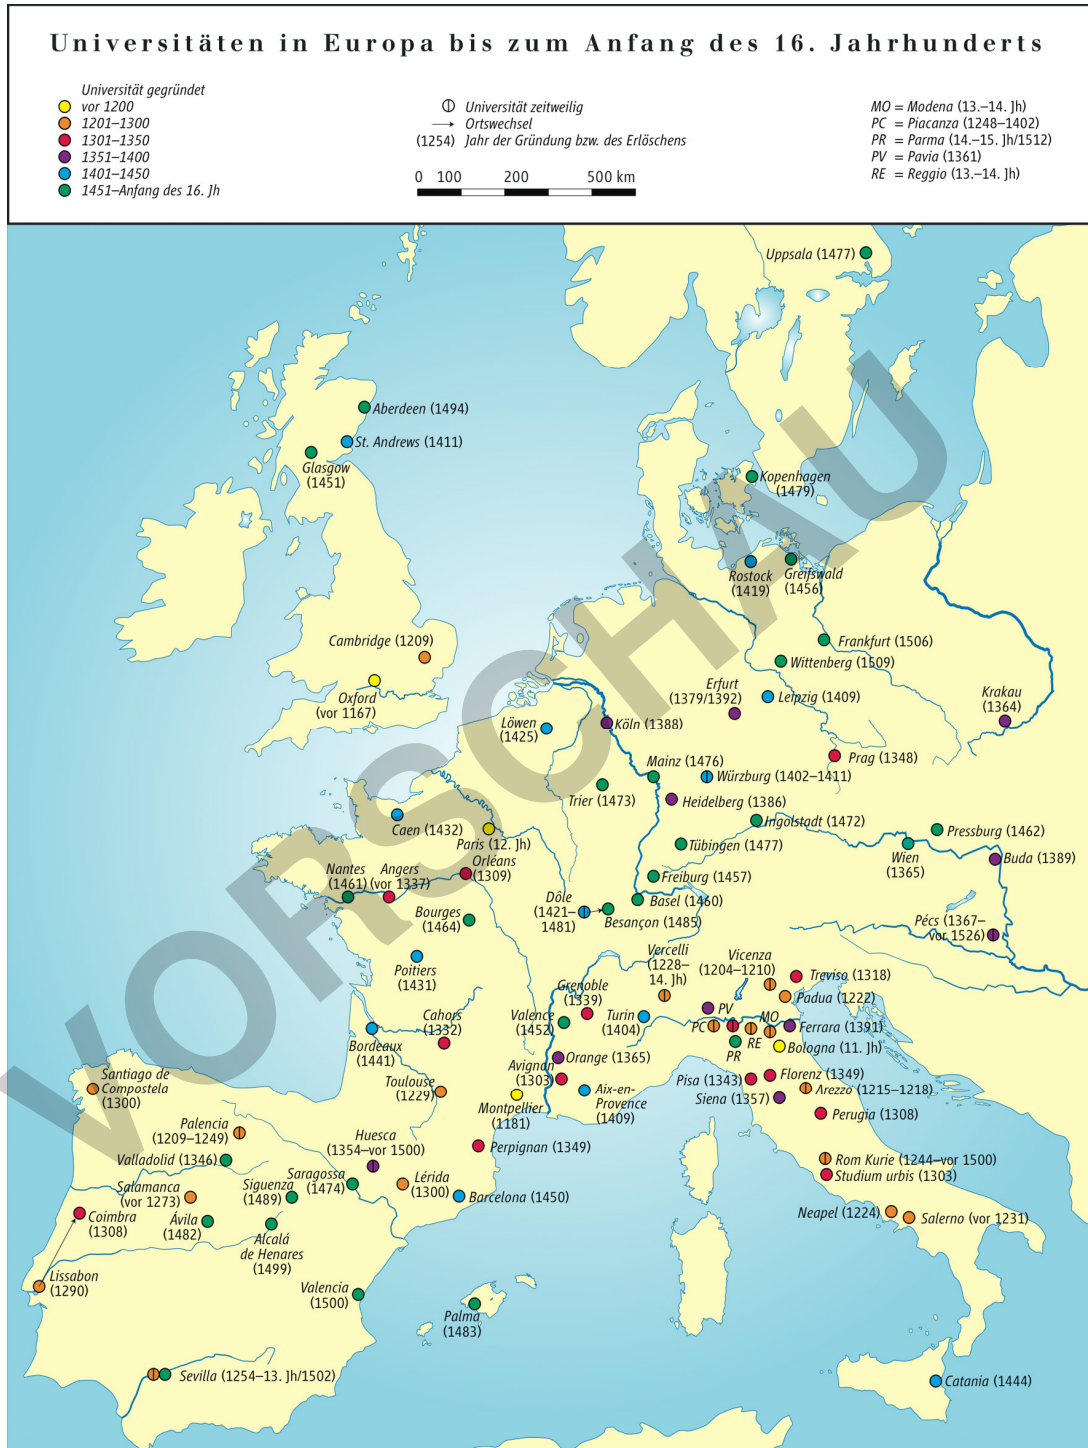 Universitäten in Europa bis zum Anfang des 16. Jahrhunderts
Universität gegründet
vor 1200
1201–1300
1301–1350
1351–1400
1401–1450
1451–Anfang des 16. Jh
Universität zeitweilig
Ortswechsel
(1254) Jahr der Gründung bzw. des Erlöschens
0 100 200 500 km
MO = Modena (13.–14. Jh)
PC = Piacanza (1248–1402)
PR = Parma (14.–15. Jh/1512)
PV = Pavia (1361)
RE = Reggio (13.–14. Jh)
Uppsala (1477)
Aberdeen (1494)
St. Andrews (1411)
Glasgow
(1451)
Kopenhagen
(1479)
Rostock
(1419)
Greifswald
(1456)
Cambridge (1209)
Oxford
(vor 1167)
Frankfurt (1506)
Wittenberg (1509)
Erfurt
(1379/1392)
Leipzig (1409)
Krakau
(1364)
Löwen
(1425)
Köln (1388)
Prag (1348)
Mainz (1476)
Würzburg (1402–1411)
Trier (1473)
Heidelberg (1386)
Caen (1432)
Paris (12. Jh)
Ingolstadt (1472)
Pressburg (1462)
Tübingen (1477)
Wien
(1365)
Buda (1389)
Orléans
(1309)
Nantes
(1461)
Angers
(vor 1337)
Freiburg (1457)
Basel (1460)
Dôle
(1421–
1481)
Besançon (1485)
Bourges
(1464)
Pécs (1367–
vor 1526)
Poitiers
(1431)
Vercelli
(1228–
14. Jh)
Vicenza
(1204–1210)
Treviso (1318)
Padua (1222)
Grenoble
(1339)
Valence
(1452)
Turin
(1404)
PV
PC
MO
RE
PR
Ferrara (1391)
Bologna (11. Jh)
Cahors
(1332)
Bordeaux
(1441)
Orange (1365)
Avignon
(1303)
Aix-en-
Provence
(1409)
Toulouse
(1229)
Montpellier
(1181)
Pisa (1343)
Florenz (1349)
Siena (1357)
Arezzo (1215–1218)
Perugia (1308)
Santiago de
Compostela
(1300)
Palencia
(1209–1249)
Valladolid (1346)
Huesca
(1354–vor 1500)
Perpignan (1349)
Rom Kurie (1244–vor 1500)
Studium urbis (1303)
Salamanca
(vor 1273)
Siguenza
(1489)
Saragossa
(1474)
Lérida
(1300)
Barcelona (1450)
Coimbra
(1308)
Ávila
(1482)
Alcalá
de Henares
(1499)
Neapel (1224)
Salerno (vor 1231)
Lissabon
(1290)
Valencia
(1500)
Palma
(1483)
Sevilla (1254–13. Jh/1502)
Catania (1444)
VORSCHAU